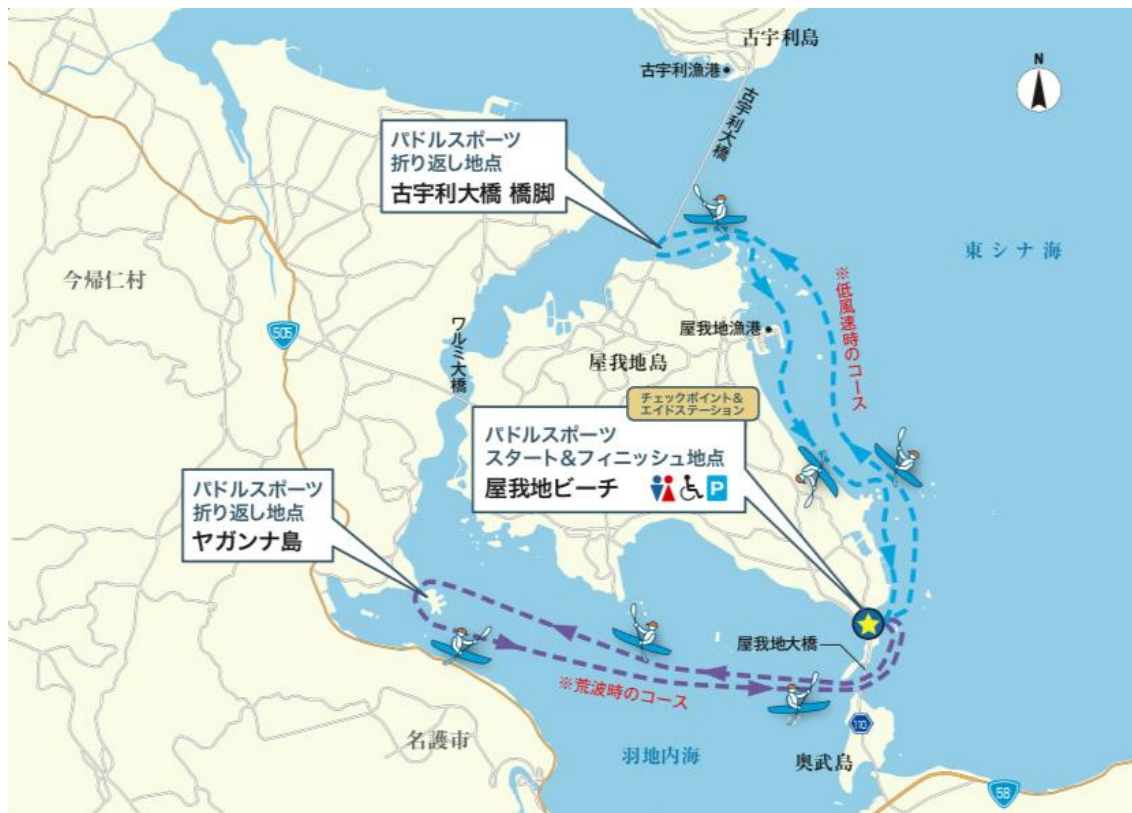 古宇利島
古宇利漁港
N
古宇利大橋
パドルスポーツ
折り返し地点
古宇利大橋 橋脚
東シナ海
今帰仁村
※低風速時のコース
505
屋我地漁港
ワルミ大橋
屋我地島
チェックポイント&
エイドステーション
パドルスポーツ
スタート&フィニッシュ地点
屋我地ビーチ
P
パドルスポーツ
折り返し地点
ヤガンナ島
屋我地大橋
※荒波時のコース
110
名護市
羽地内海
奥武島
58